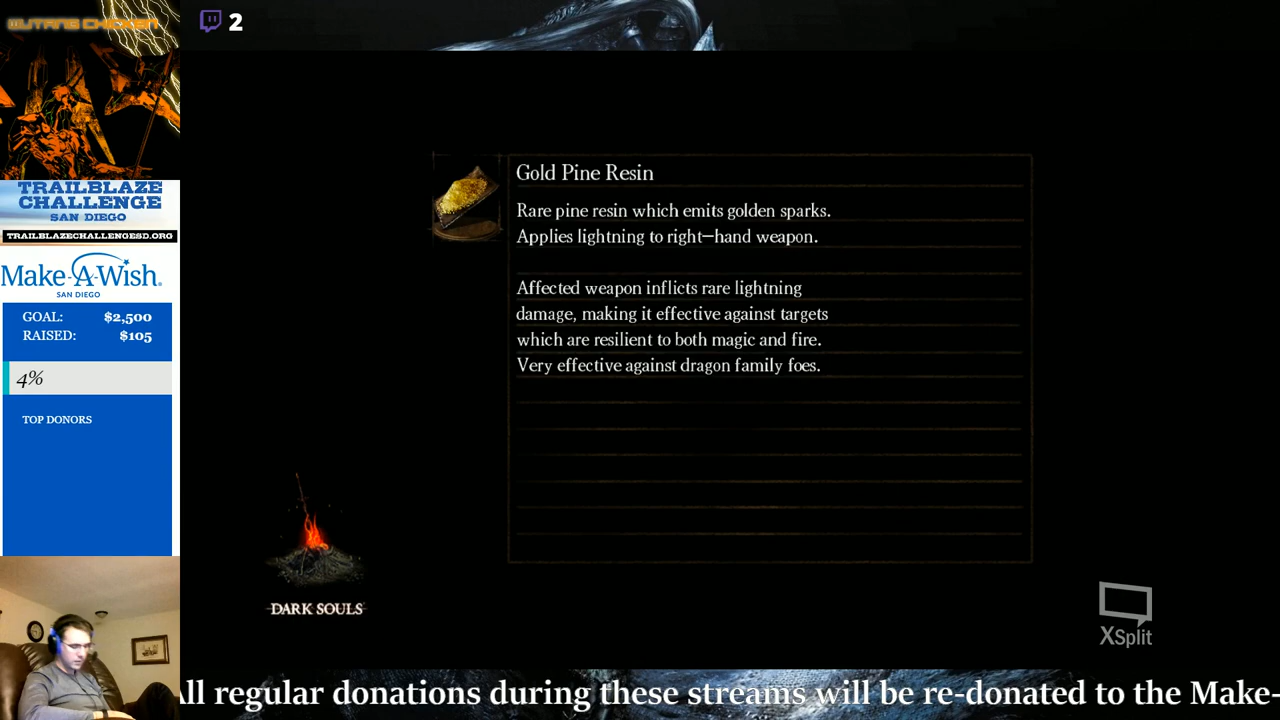 WUTANG CHICKEN
2
TRAILBLAZE
CHALLENGE
SAN DIEGO
TRAILBLAZECHALLENGESD.ORG
Make-A-Wish.
SAN DIEGO
GOAL: $2,500
RAISED: $105
4%
TOP DONORS
Gold Pine Resin
Rare pine resin which emits golden sparks.
Applies lightning to right-hand weapon.
Affected weapon inflicts rare lightning
damage, making it effective against targets
which are resilient to both magic and fire.
Very effective against dragon family foes.
DARK SOULS
XSplit
All regular donations during these streams will be re-donated to the Make-